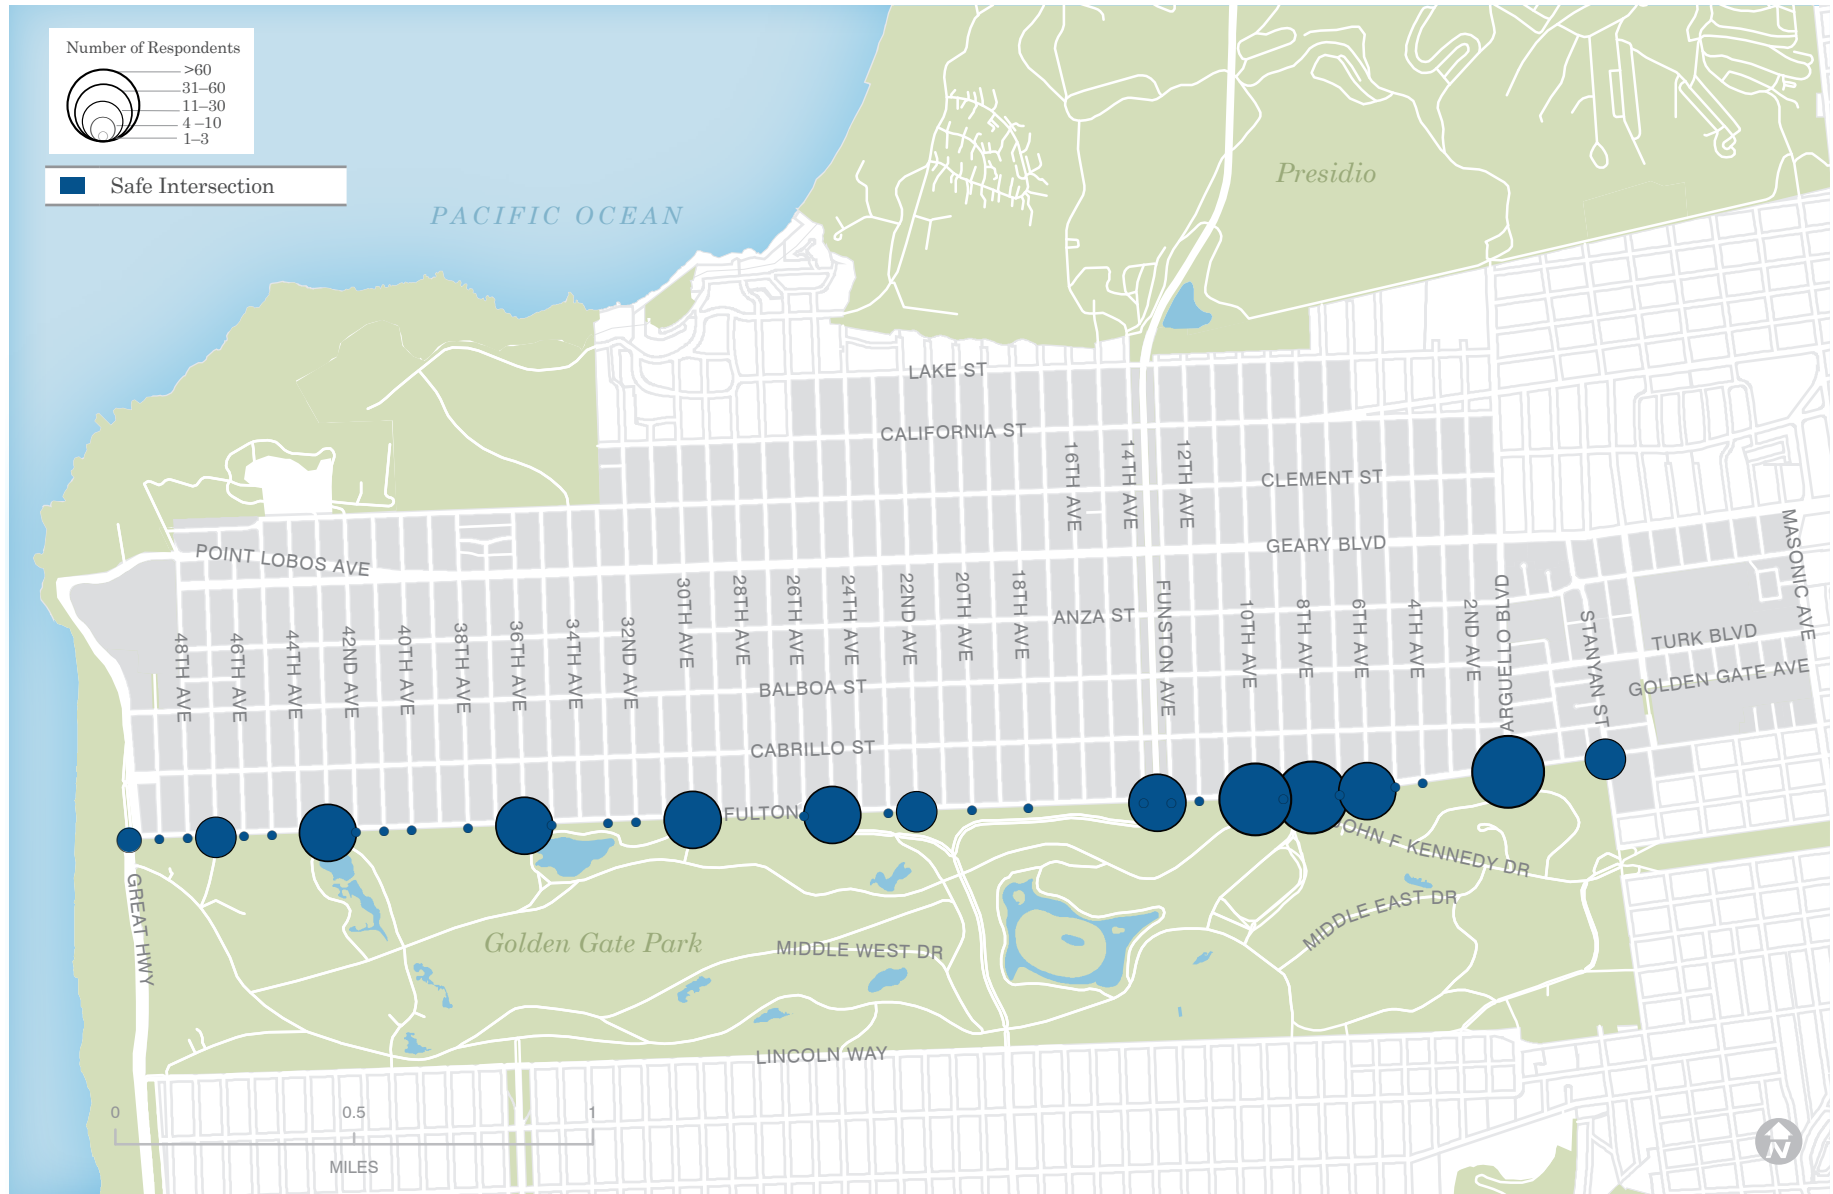 Number of Respondents
>60
31–60
11–30
4 –10
1–3
Safe Intersection
PACIFIC OCEAN
Presidio
LAKE ST
CALIFORNIA ST
16TH AVE
14TH AVE
12TH AVE
CLEMENT ST
MASONIC AVE
POINT LOBOS AVE
GEARY BLVD
48TH AVE
46TH AVE
44TH AVE
42ND AVE
40TH AVE
38TH AVE
36TH AVE
34TH AVE
32ND AVE
30TH AVE
28TH AVE
26TH AVE
24TH AVE
22ND AVE
20TH AVE
18TH AVE
ANZA ST
FUNSTON AVE
10TH AVE
8TH AVE
6TH AVE
4TH AVE
2ND AVE
ARGUELLO BLVD
STANYAN ST
TURK BLVD
GOLDEN GATE AVE
BALBOA ST
CABRILLO ST
FULTON
JOHN F KENNEDY DR
GREAT HWY
MIDDLE EAST DR
Golden Gate Park
MIDDLE WEST DR
LINCOLN WAY
0
0.5
1
MILES
N